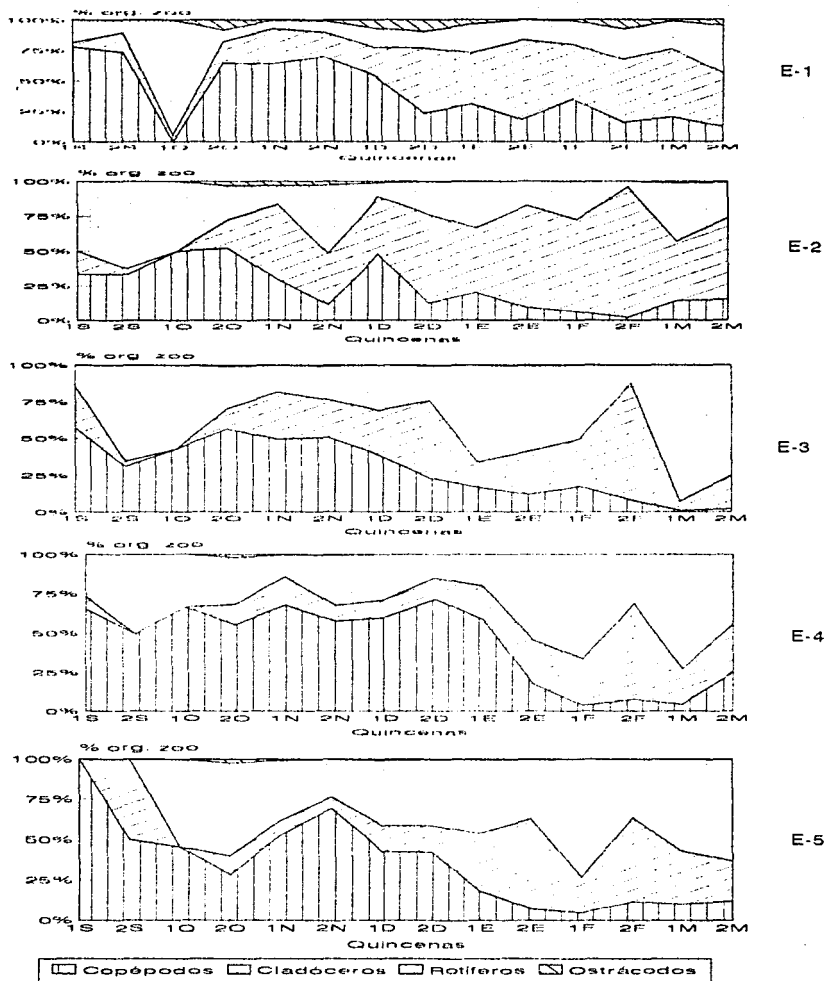 % org. zoo
100%
75%
50%
25%
0%
2M 1O 2O 1N 2N 1D 2D 1E 2E 1F 2F 1M 2M
Quincenas
E-1
% org. zoo
100%
75%
50%
25%
0%
1S 2S 1O 2O 1N 2N 1D 2D 1E 2E 1F 2F 1M 2M
Quincenas
E-2
% org. zoo
100%
75%
50%
25%
0%
1S 2S 1O 2O 1N 2N 1D 2D 1E 2E 1F 2F 1M 2M
Quincenas
E-3
% org. zoo
100%
75%
50%
25%
0%
1S 2S 1O 2O 1N 2N 1D 2D 1E 2E 1F 2F 1M 2M
Quincenas
E-4
% org. zoo
100%
75%
50%
25%
0%
1S 2S 1O 2O 1N 2N 1D 2D 1E 2E 1F 2F 1M 2M
Quincenas
E-5
Copépodos Cladóceros Rotíferos Ostrácodos